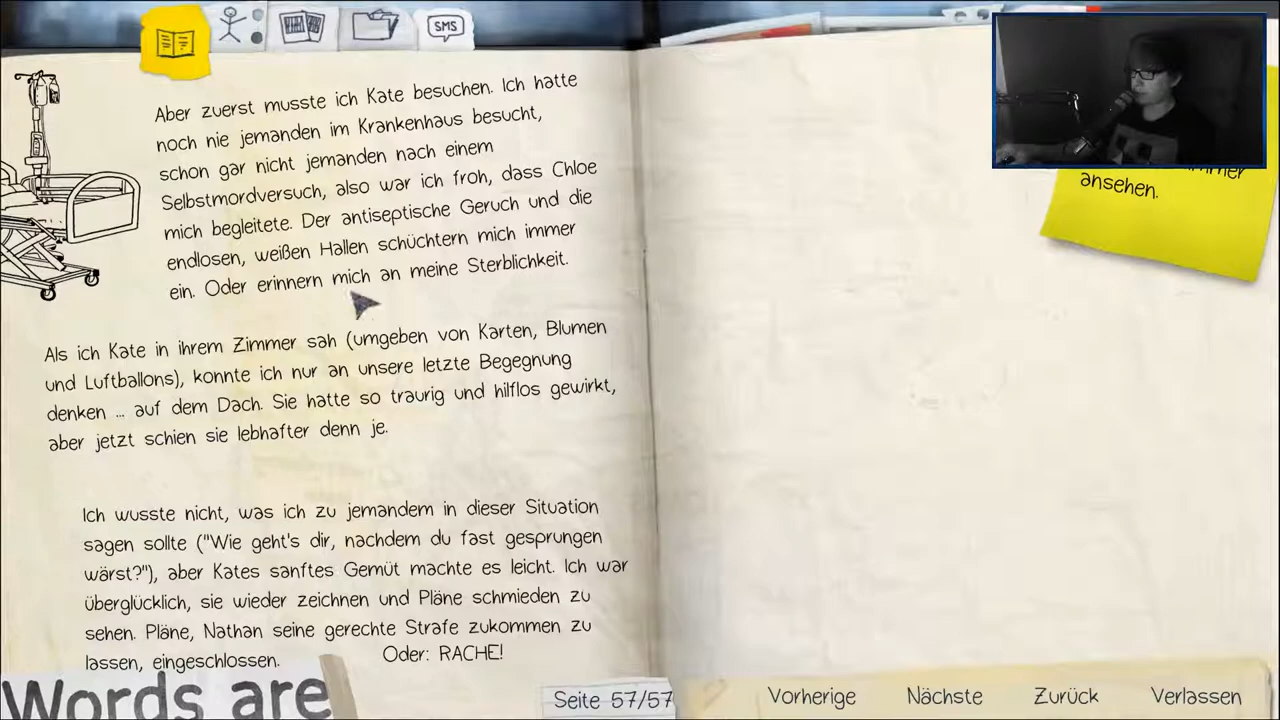 SMS
Aber zuerst musste ich Kate besuchen. Ich hatte
noch nie jemanden im Krankenhaus besucht,
schon gar nicht jemanden nach einem
Selbstmordversuch, also war ich froh, dass Chloe
mich begleitete. Der antiseptische Geruch und die
endlosen, weißen Hallen schüchtern mich immer
ein. Oder erinnern mich an meine Sterblichkeit.
Als ich Kate in ihrem Zimmer sah (umgeben von Karten, Blumen
und Luftballons), konnte ich nur an unsere letzte Begegnung
denken ... auf dem Dach. Sie hatte so traurig und hilflos gewirkt,
aber jetzt schien sie lebhafter denn je.
Ich wusste nicht, was ich zu jemandem in dieser Situation
sagen sollte ("Wie geht's dir, nachdem du fast gesprungen
wärst?"), aber Kates sanftes Gemüt machte es leicht. Ich war
überglücklich, sie wieder zeichnen und Pläne schmieden zu
sehen. Pläne, Nathan seine gerechte Strafe zukommen zu
lassen, eingeschlossen.
Oder: RACHE!
ansehen.
Words are
Seite 57/57
Vorherige
Nächste
Zurück
Verlassen